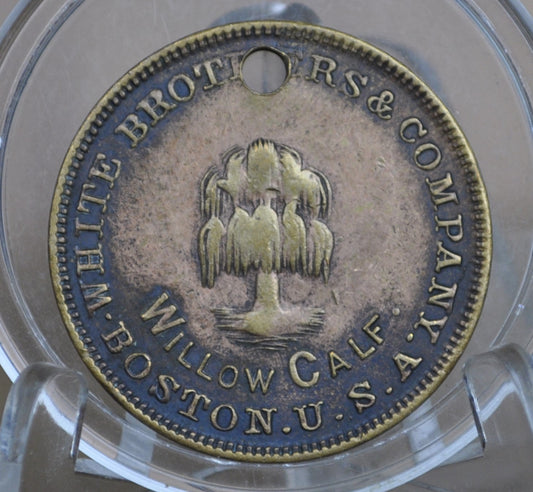 WHITE BROTHERS & COMPANY.
WILLOW CALF.
. BOSTON. U. S. A.